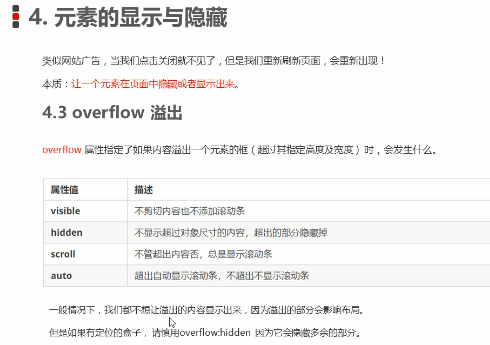 4. 元素的显示与隐藏
类似网站广告，当我们点击关闭就不见了，但是我们重新刷新页面，会重新出现！
本质：让一个元素在页面中隐藏或者显示出来。
4.3 overflow 溢出
overflow 属性指定了如果内容溢出一个元素的框（超过其指定高度及宽度）时，会发生什么。
属性值 描述
visible 不剪切内容也不添加滚动条
hidden 不显示超过对象尺寸的内容，超出的部分隐藏掉
scroll 不管超出内容否，总是显示滚动条
auto 超出自动显示滚动条，不超出不显示滚动条
一般情况下，我们都不想让溢出的内容显示出来，因为溢出的部分会影响布局。
但是如果有定位的盒子，请慎用overflow:hidden 因为它会隐藏多余的部分。